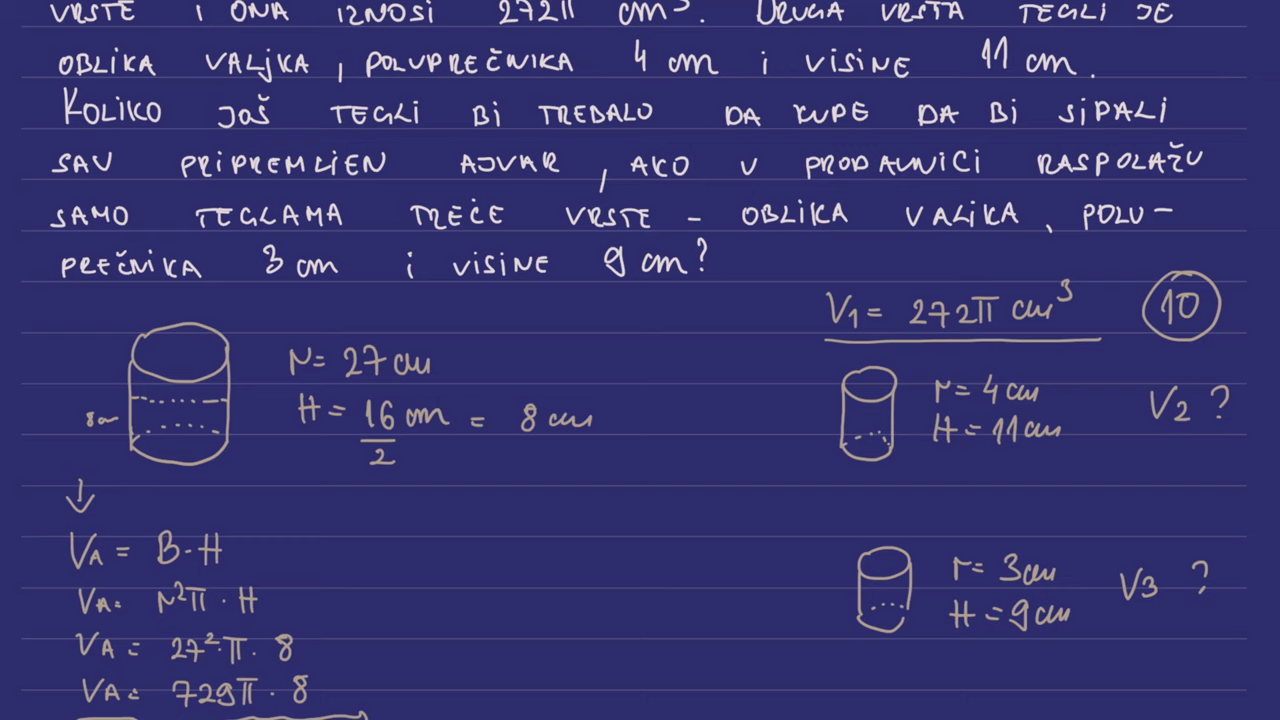 VRSTE I ONA IZNOSI 272π cm³. DRUGA VRSTA TEGLI JE
OBLIKA VALJKA, POLUPREČNIKA 4 cm i VISINE 11 cm.
KOLIKO JOŠ TEGLI BI TREBALO DA KUPE DA BI SIPALI
SAV PRIPREMLJEN AJVAR, AKO U PRODAVNICI RASPOLAŽU
SAMO TEGLAMA TREĆE VRSTE - OBLIKA VALJKA, POLU-
PREČNIKA 3 cm i VISINE 9 cm?
V1 = 272π cm³ 10
r = 27 cm
H = 16 cm/2 = 8 cm
8 cm
r = 4 cm
H = 11 cm
V2 ?
VA = B · H
VA = r²π · H
VA = 27² · π · 8
VA = 729π · 8
r = 3 cm
H = 9 cm
V3 ?